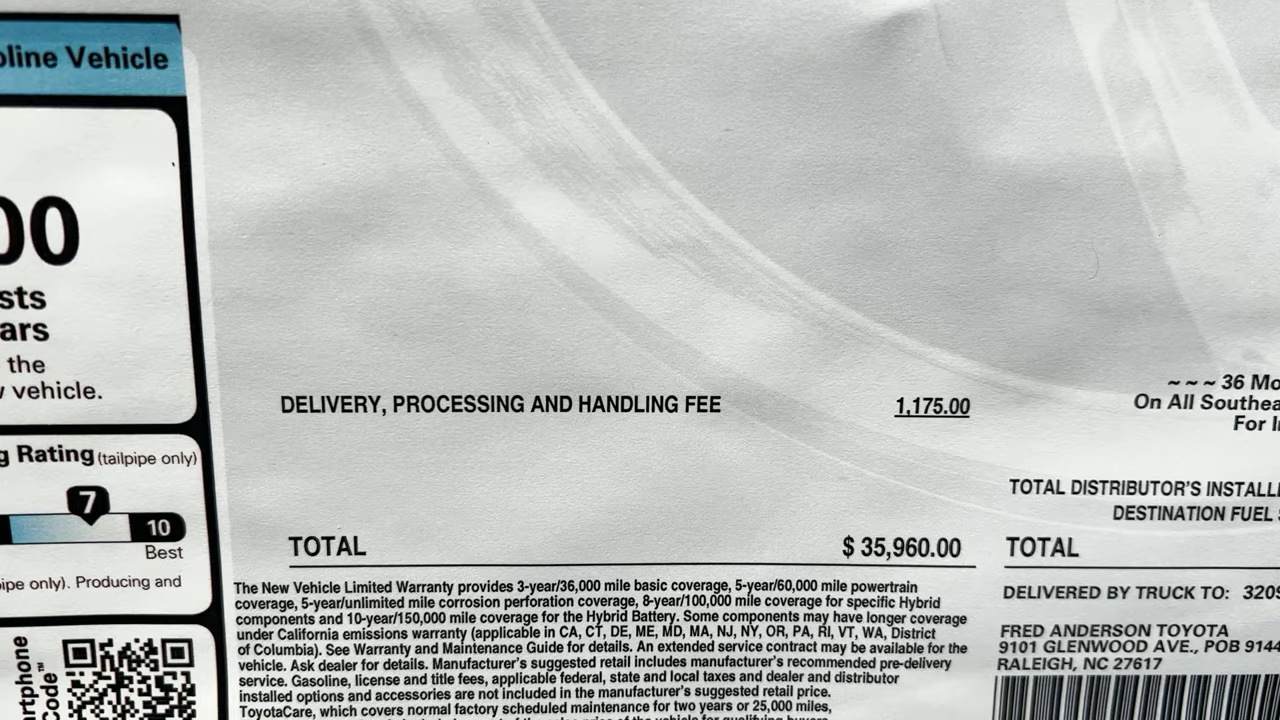 Vehicle
00
the
vehicle.
Rating (tailpipe only)
7
10
Best
only). Producing and
Code™
DELIVERY, PROCESSING AND HANDLING FEE 1,175.00
TOTAL $ 35,960.00
The New Vehicle Limited Warranty provides 3-year/36,000 mile basic coverage, 5-year/60,000 mile powertrain
coverage, 5-year/unlimited mile corrosion perforation coverage, 8-year/100,000 mile coverage for specific Hybrid
components and 10-year/150,000 mile coverage for the Hybrid Battery. Some components may have longer coverage
under California emissions warranty (applicable in CA, CT, DE, ME, MD, MA, NJ, NY, OR, PA, RI, VT, WA, District
of Columbia). See Warranty and Maintenance Guide for details. An extended service contract may be available for the
vehicle. Ask dealer for details. Manufacturer's suggested retail includes manufacturer's recommended pre-delivery
service. Gasoline, license and title fees, applicable federal, state and local taxes and dealer and distributor
installed options and accessories are not included in the manufacturer's suggested retail price.
ToyotaCare, which covers normal factory scheduled maintenance for two years or 25,000 miles,
~ ~ ~ 36 Mo
On All Southea
For
TOTAL DISTRIBUTOR'S INSTALL
DESTINATION FUEL
TOTAL
DELIVERED BY TRUCK TO: 3209
FRED ANDERSON TOYOTA
9101 GLENWOOD AVE., POB 9144
RALEIGH, NC 27617